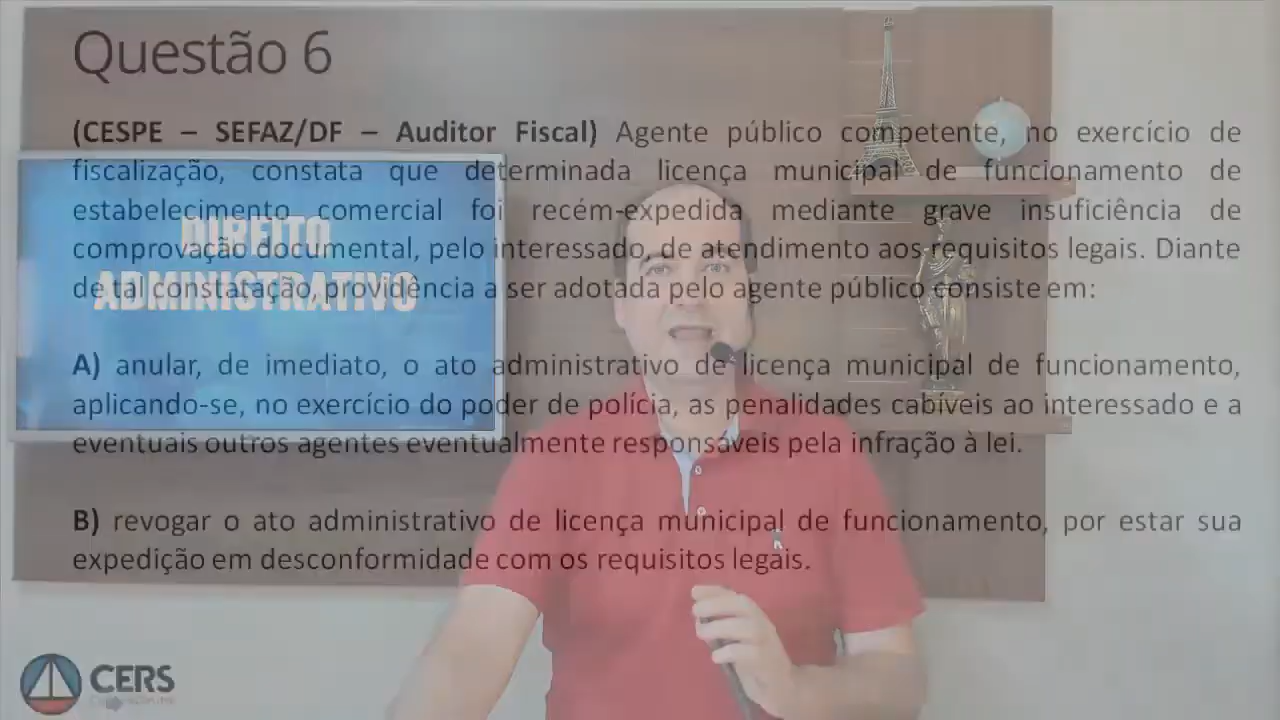 Questão 6
(CESPE – SEFAZ/DF – Auditor Fiscal) Agente público competente, no exercício de
fiscalização, constata que determinada licença municipal de funcionamento de
estabelecimento comercial foi recém-expedida mediante grave insuficiência de
comprovação documental, pelo interessado, de atendimento aos requisitos legais. Diante
de tal constatação, providência a ser adotada pelo agente público consiste em:
A) anular, de imediato, o ato administrativo de licença municipal de funcionamento,
aplicando-se, no exercício do poder de polícia, as penalidades cabíveis ao interessado e a
eventuais outros agentes eventualmente responsáveis pela infração à lei.
B) revogar o ato administrativo de licença municipal de funcionamento, por estar sua
expedição em desconformidade com os requisitos legais.
DIREITO
ADMINISTRATIVO
CERS